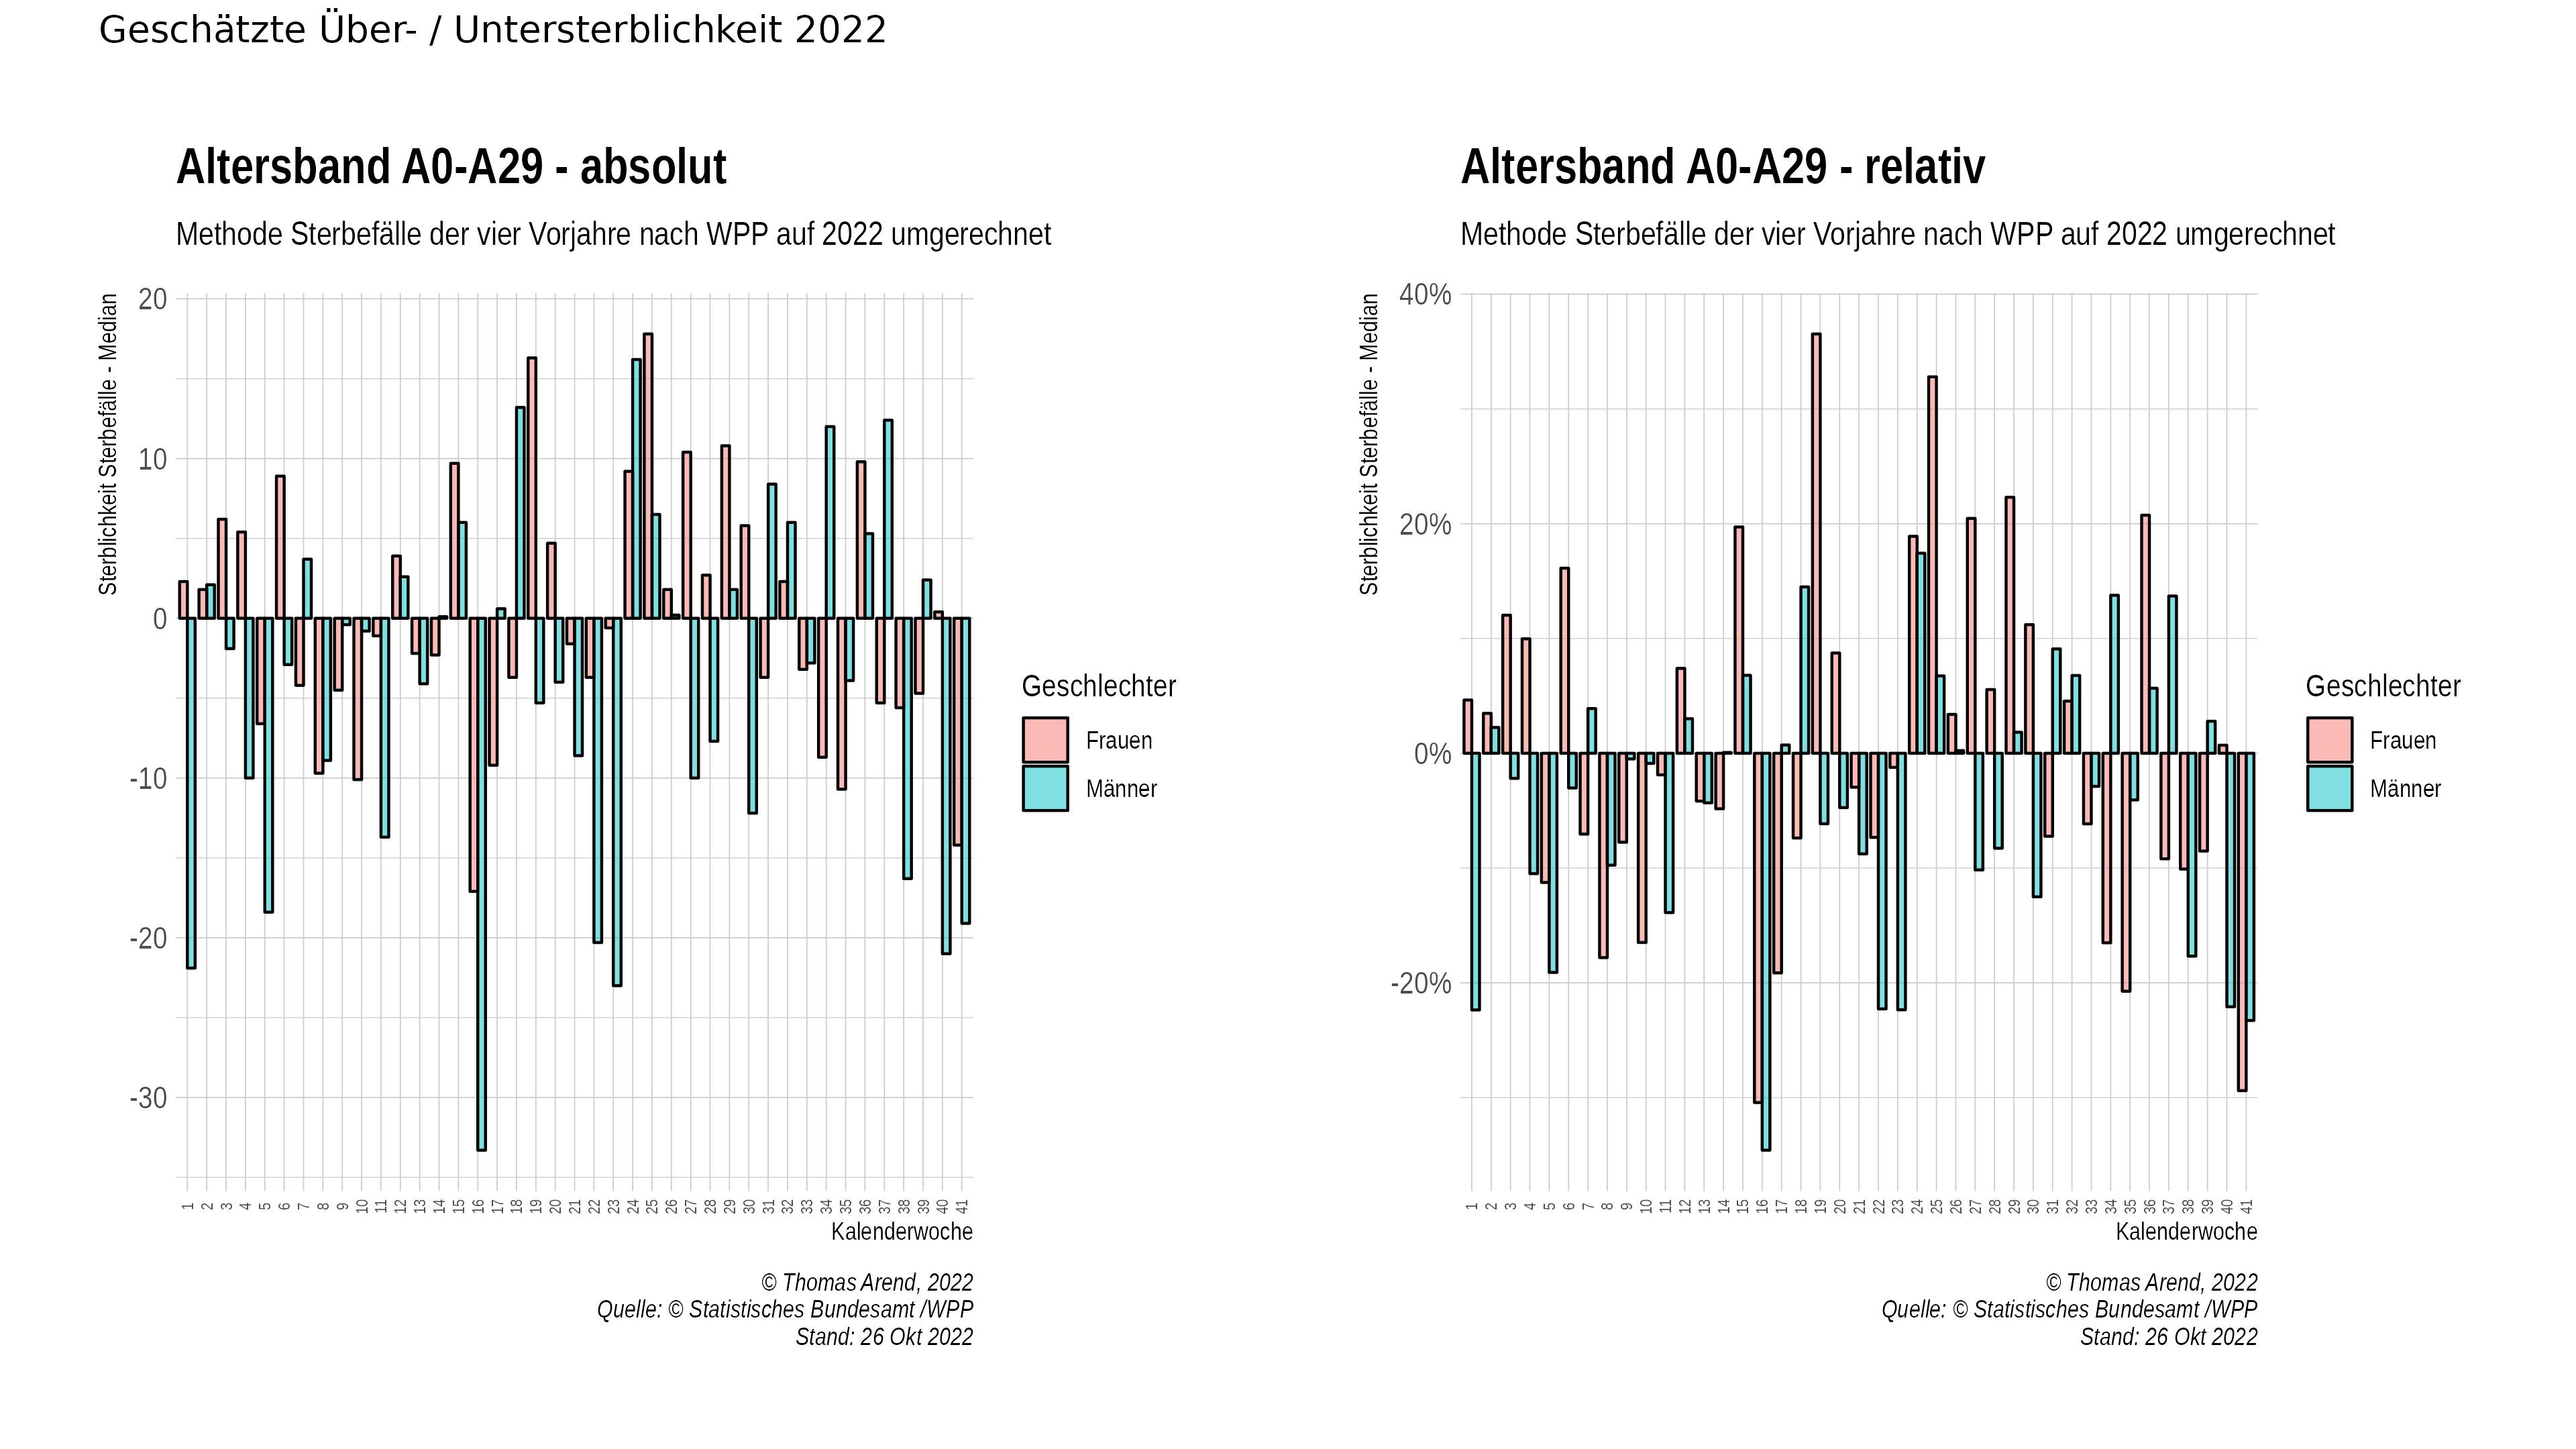 Geschätzte Über- / Untersterblichkeit 2022
Altersband A0-A29 - absolut
Methode Sterbefälle der vier Vorjahre nach WPP auf 2022 umgerechnet
Sterblichkeit Sterbefälle - Median
20
10
0
-10
-20
-30
1 2 3 4 5 6 7 8 9 10 11 12 13 14 15 16 17 18 19 20 21 22 23 24 25 26 27 28 29 30 31 32 33 34 35 36 37 38 39 40 41
Kalenderwoche
Geschlechter
Frauen
Männer
© Thomas Arend, 2022
Quelle: © Statistisches Bundesamt /WPP
Stand: 26 Okt 2022
Altersband A0-A29 - relativ
Methode Sterbefälle der vier Vorjahre nach WPP auf 2022 umgerechnet
Sterblichkeit Sterbefälle - Median
40%
20%
0%
-20%
1 2 3 4 5 6 7 8 9 10 11 12 13 14 15 16 17 18 19 20 21 22 23 24 25 26 27 28 29 30 31 32 33 34 35 36 37 38 39 40 41
Kalenderwoche
Geschlechter
Frauen
Männer
© Thomas Arend, 2022
Quelle: © Statistisches Bundesamt /WPP
Stand: 26 Okt 2022